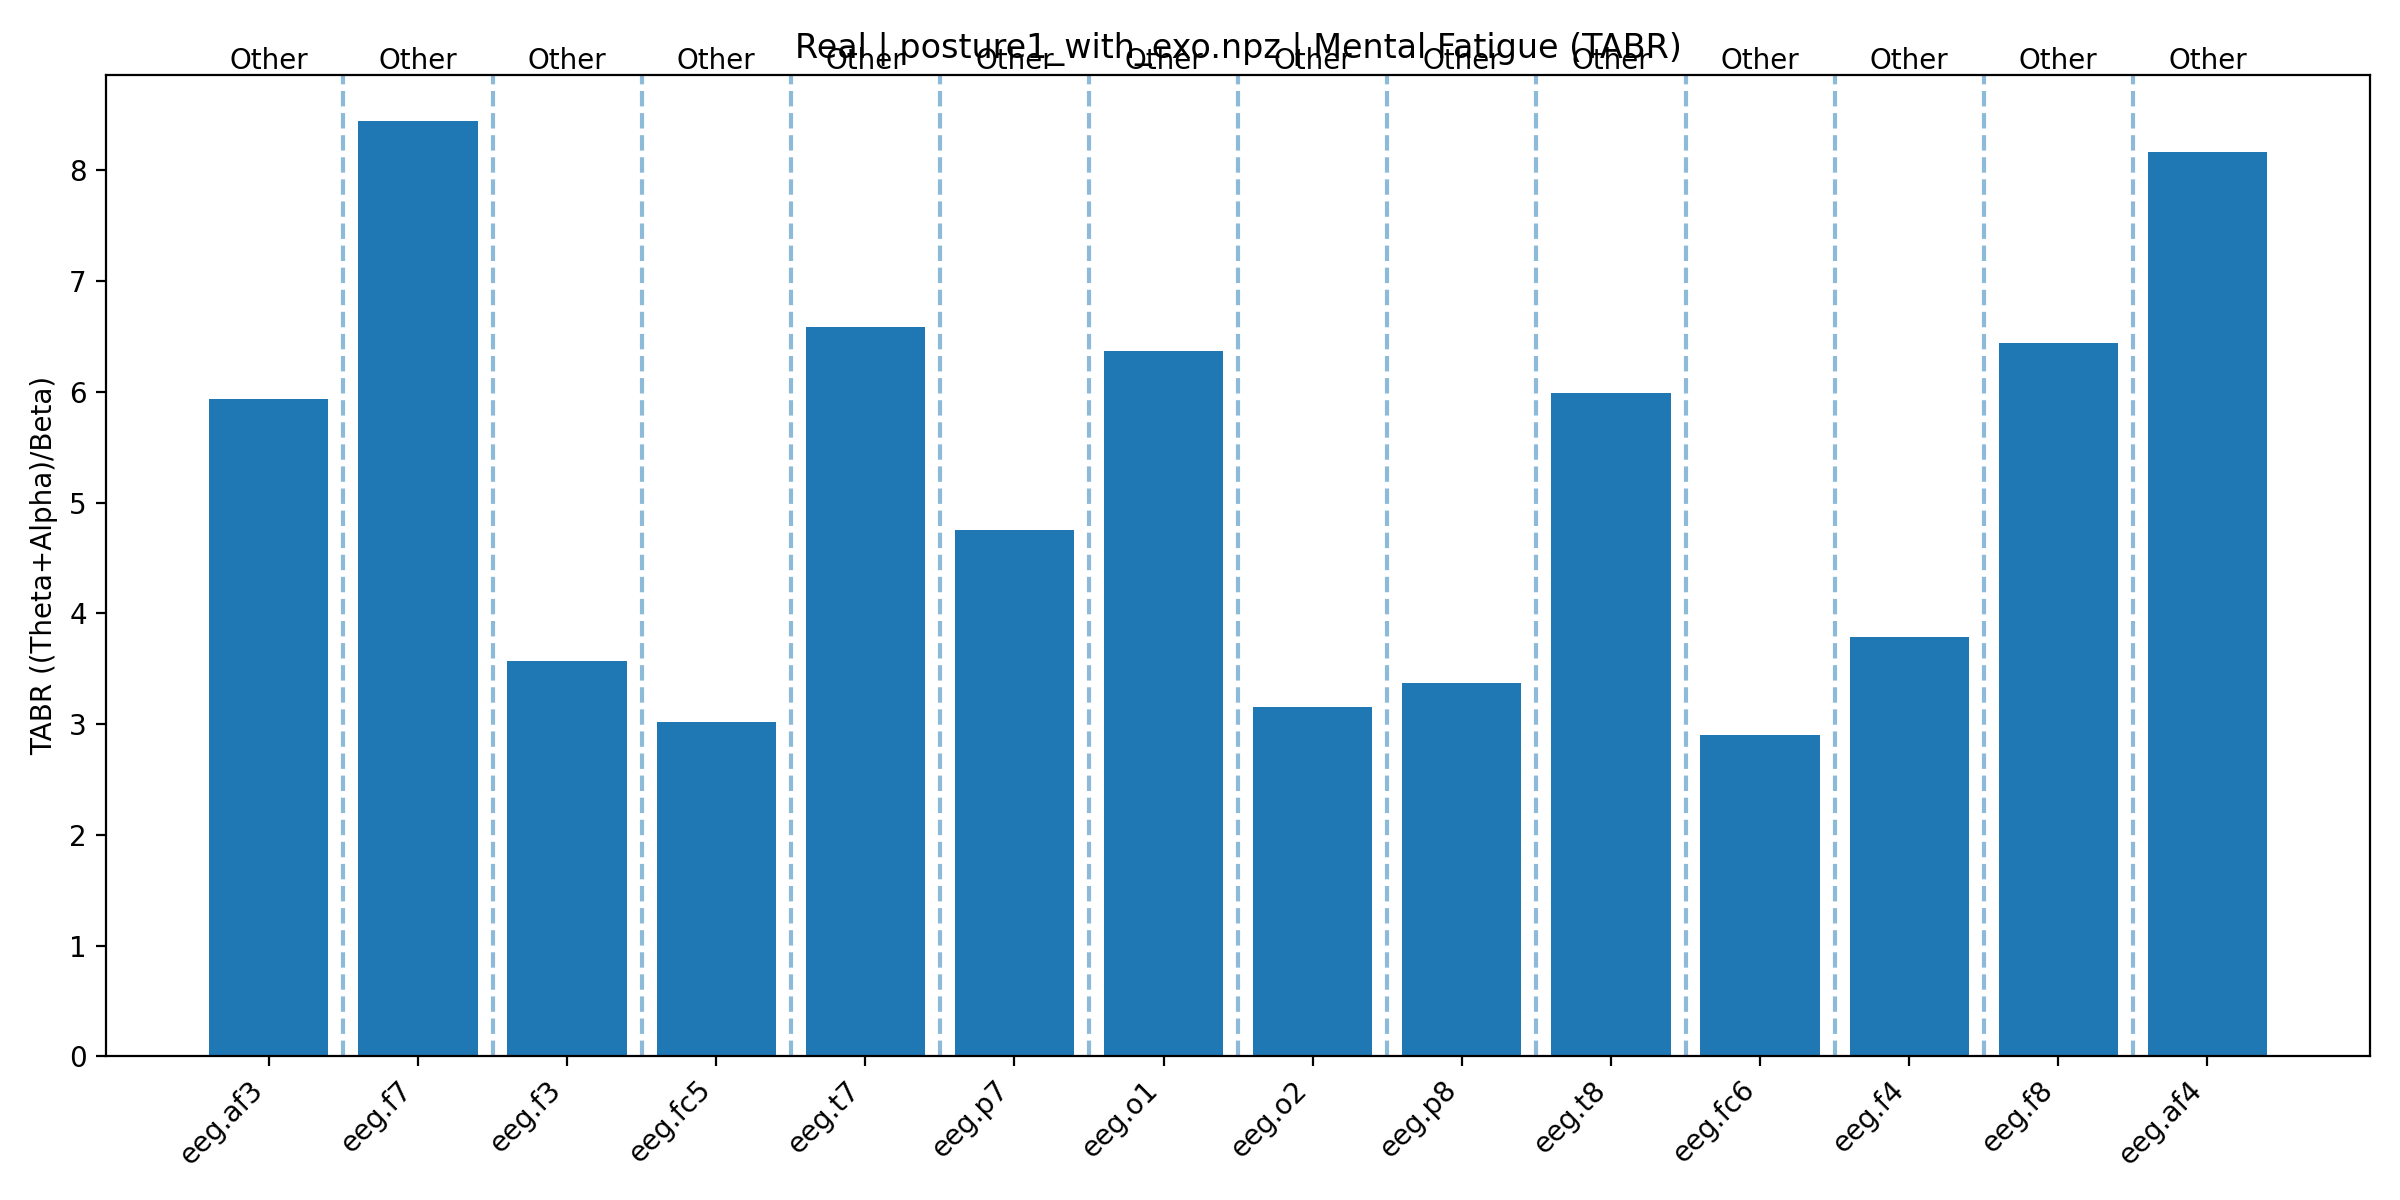 Real | posture1_with_exo.npz | Mental Fatigue (TABR)
Other Other Other Other Other Other Other Other Other Other Other Other Other Other
TABR ((Theta+Alpha)/Beta)
8
7
6
5
4
3
2
1
0
eeg.af3 eeg.f7 eeg.f3 eeg.fc5 eeg.t7 eeg.p7 eeg.o1 eeg.o2 eeg.p8 eeg.t8 eeg.fc6 eeg.f4 eeg.f8 eeg.af4